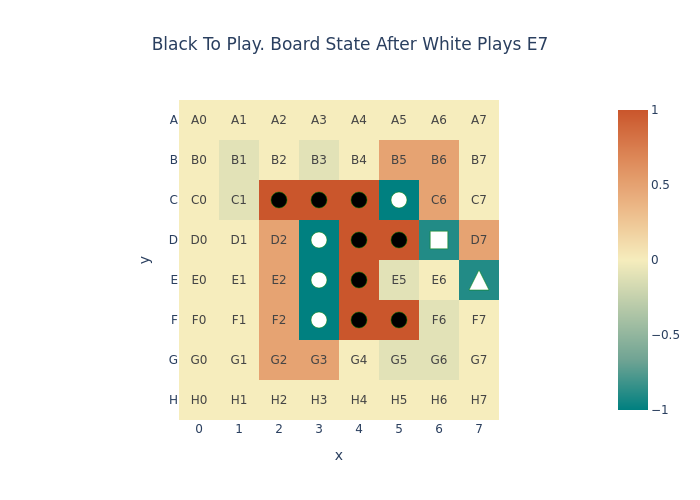 Black To Play. Board State After White Plays E7
A A0 A1 A2 A3 A4 A5 A6 A7 1
B B0 B1 B2 B3 B4 B5 B6 B7
0.5
C C0 C1 C6 C7
y D D0 D1 D2 D7 0
E E0 E1 E2 E5 E6
F F0 F1 F2 F6 F7 −0.5
G G0 G1 G2 G3 G4 G5 G6 G7
H H0 H1 H2 H3 H4 H5 H6 H7 −1
0 1 2 3 4 5 6 7
x